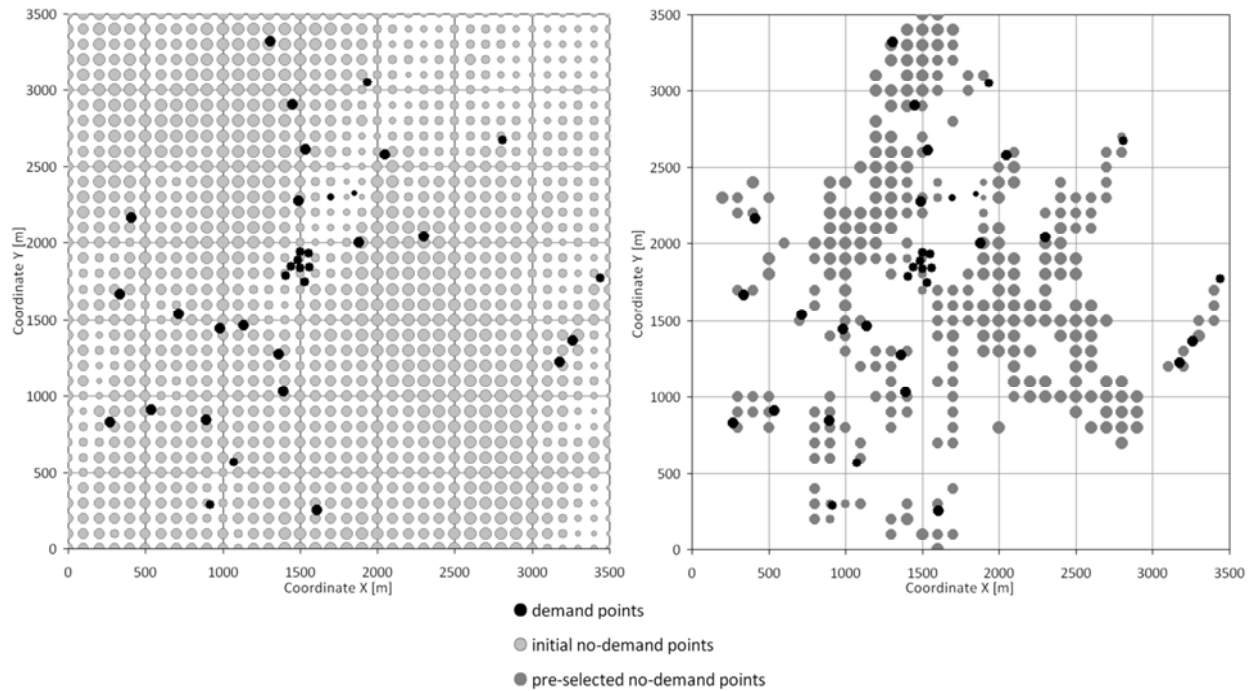 3500 3500
3000 3000
2500 2500
2000 2000
Coordinate Y [m] Coordinate Y [m]
1500 1500
1000 1000
500 500
0 0
0 500 1000 1500 2000 2500 3000 3500 0 500 1000 1500 2000 2500 3000 3500
Coordinate X [m] Coordinate X [m]
demand points
initial no-demand points
pre-selected no-demand points